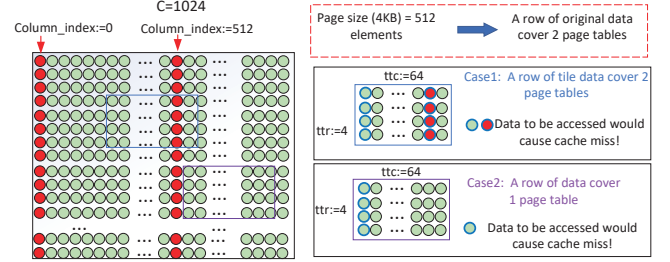 C=1024
Column_index:=0
Column_index:=512
... ...
... ...
... ...
... ...
... ...
... ...
... ...
... ...
... ...
... ...
... ...
... ... ...
... ...
Page size (4KB) = 512
elements
A row of original data
cover 2 page tables
ttc:=64
ttr:=4
...
...
...
...
Case1: A row of tile data cover 2
page tables
Data to be accessed would
cause cache miss!
ttc:=64
ttr:=4
...
...
...
...
Case2: A row of data cover
1 page table
Data to be accessed would
cause cache miss!